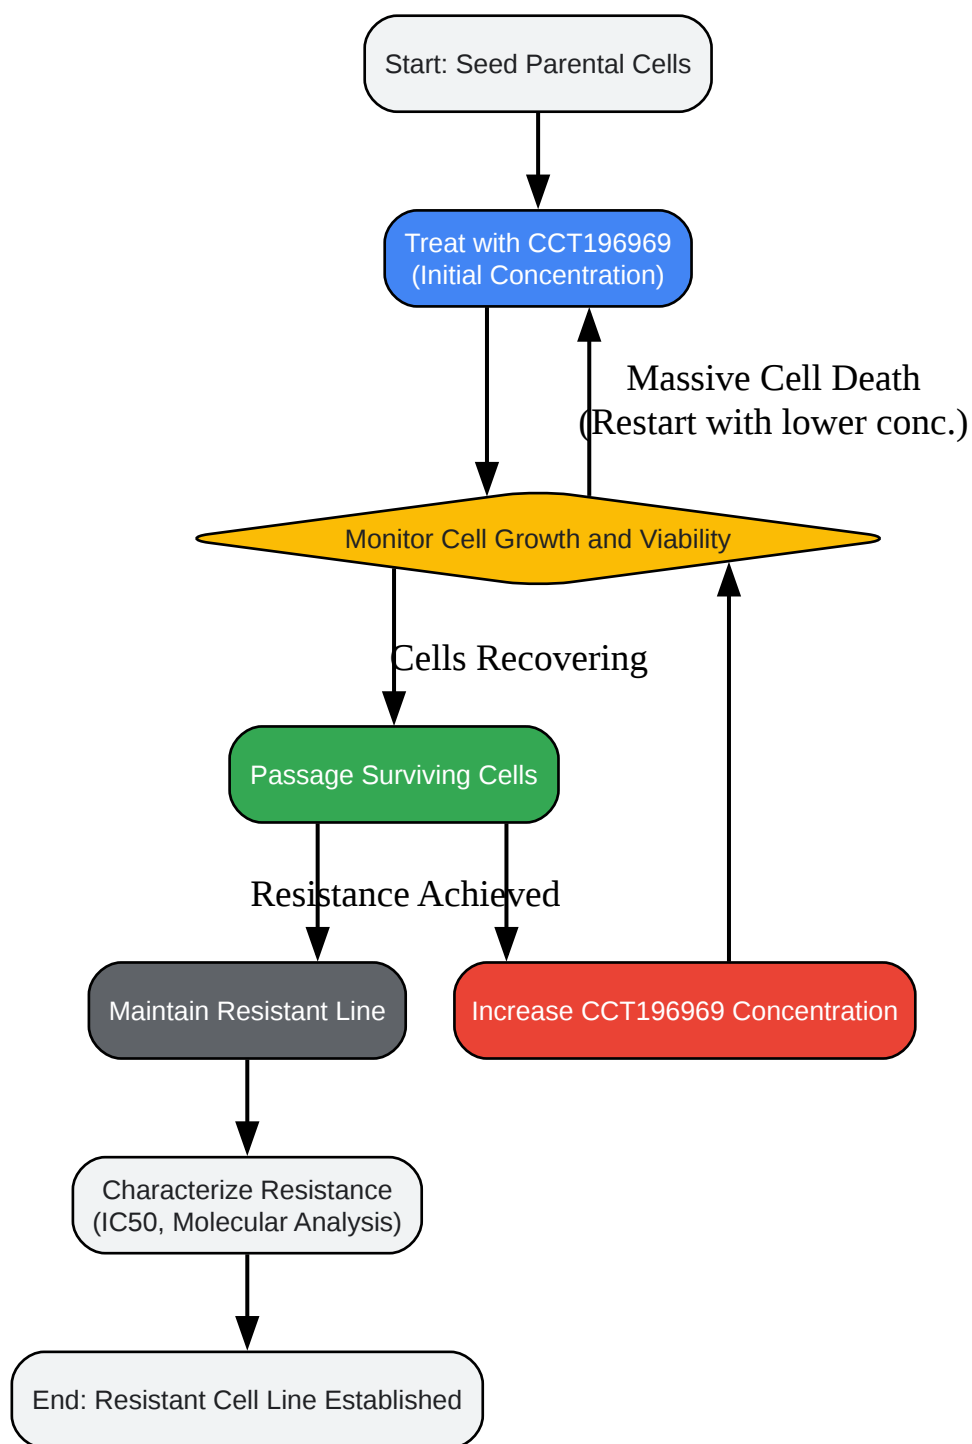 Start: Seed Parental Cells
Treat with CCT196969
(Initial Concentration)
Massive Cell Death
(Restart with lower conc.)
Monitor Cell Growth and Viability
Cells Recovering
Passage Surviving Cells
Resistance Achieved
Maintain Resistant Line
Increase CCT196969 Concentration
Characterize Resistance
(IC50, Molecular Analysis)
End: Resistant Cell Line Established